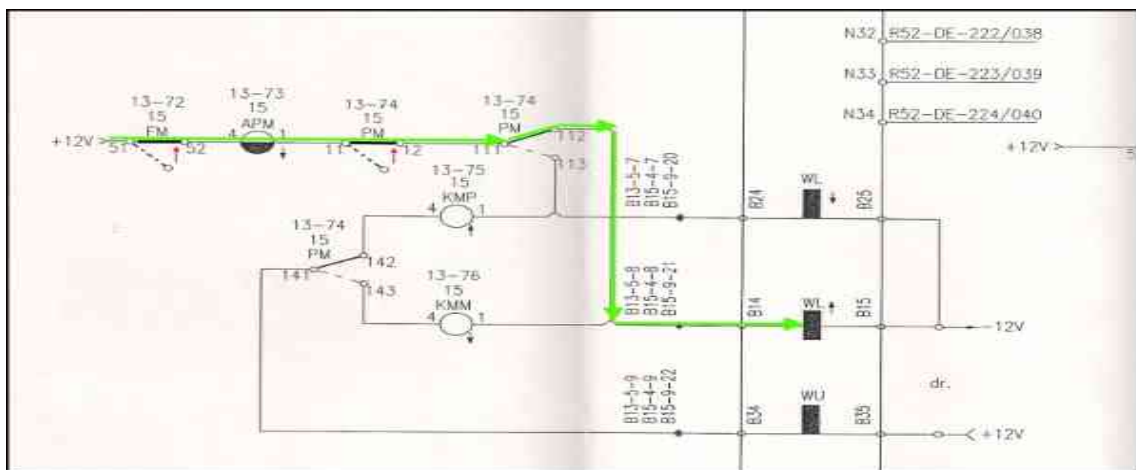 N32 R52-DE-222/038
N33 R52-DE-223/039
N34 R52-DE-224/040
13-72
15
FM
51 52
13-73
15
APM
4 1
13-74
15
PM
11 12
13-74
15
PM
111 112
113
+12V
+12V
13-75
15
KMP
4 1
B13-5-7
B15-4-7
B15-9-20
B24
WL
B25
13-74
15
PM
141 142
143
13-76
15
KMM
4 1
B13-5-8
B15-4-8
B15-9-21
B14
WL
B15
-12V
dr.
B13-5-9
B15-4-9
B15-9-22
B34
WU
B35
+12V